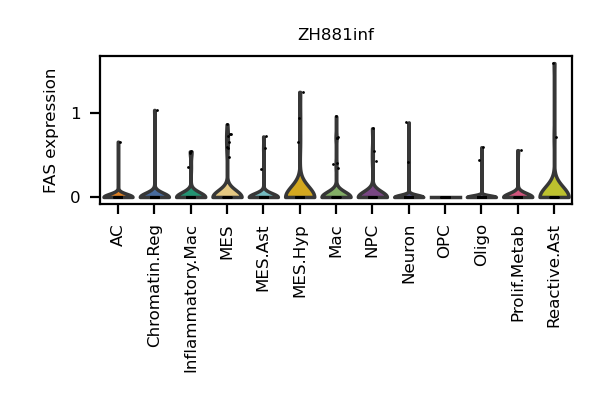 ZH881inf
FAS expression
1
0
AC
Chromatin.Reg
Inflammatory.Mac
MES
MES.Ast
MES.Hyp
Mac
NPC
Neuron
OPC
Oligo
Prolif.Metab
Reactive.Ast